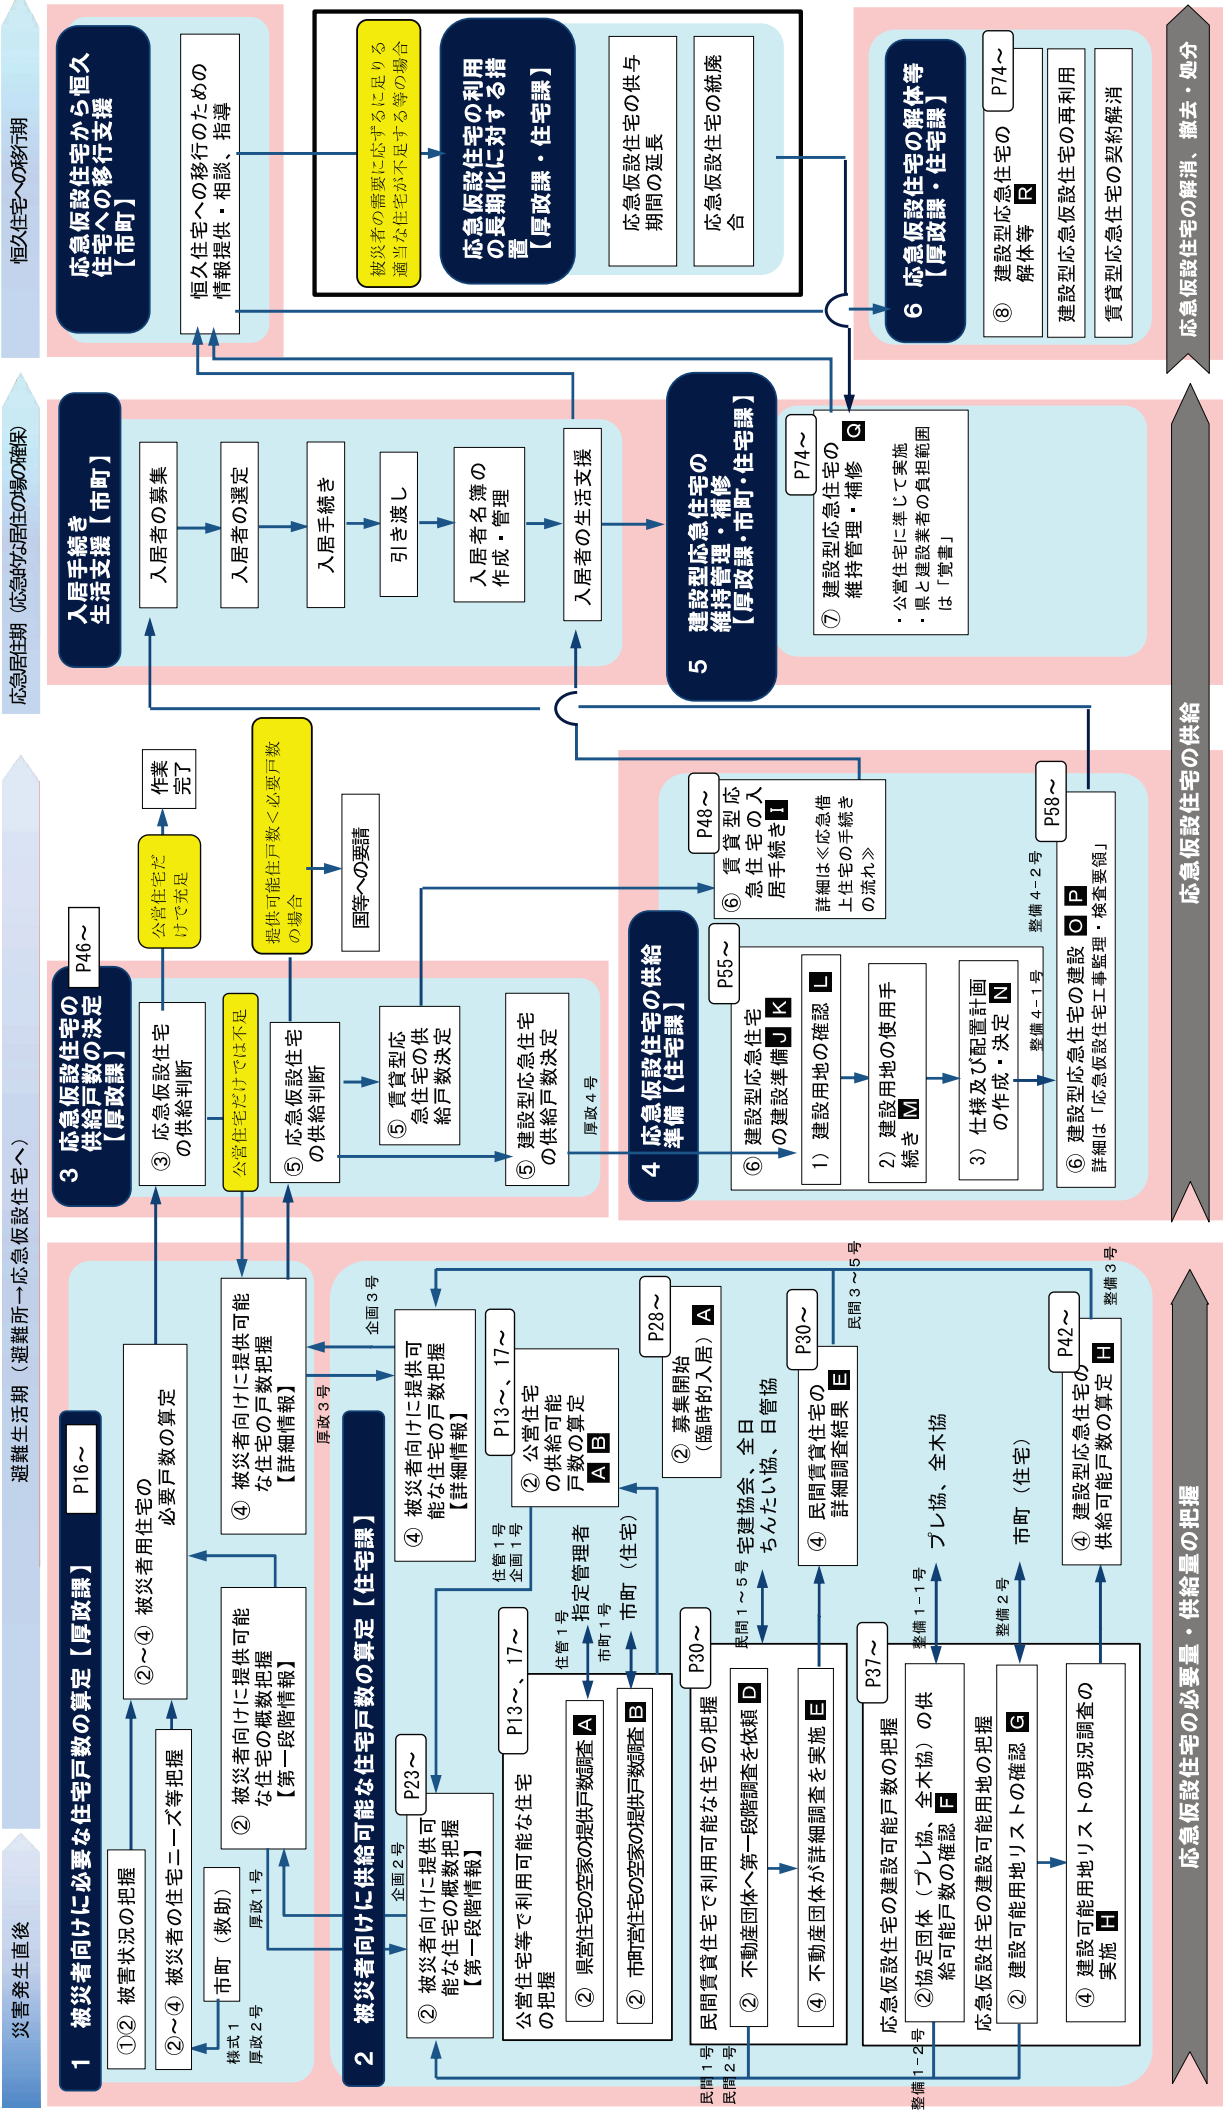 災害発生直後
避難生活期（避難所→応急仮設住宅へ）
応急居住期（応急的な居住の場の確保）
恒久住宅への移行期
1　被災者向けに必要な住宅戸数の算定【厚政課】
P16～
①② 被害状況の把握
②～④ 被災者の住宅ニーズ等把握
市町（救助）
様式１
厚政２号
②～④ 被災者用住宅の
必要戸数の算定
② 被災者向けに提供可能
な住宅の概数把握
【第一段階情報】
厚政１号
④ 被災者向けに提供可能
な住宅の戸数把握
【詳細情報】
厚政３号
企画３号
2　被災者向けに供給可能な住宅戸数の算定【住宅課】
企画２号
P23～
② 被災者向けに提供可
能な住宅の概数把握
【第一段階情報】
④ 被災者向けに提供可
能な住宅の戸数把握
【詳細情報】
住管１号
企画１号
P13～、17～
公営住宅等で利用可能な住宅
の把握
② 県営住宅の空家の提供戸数調査 A
② 市町営住宅の空家の提供戸数調査 B
住管１号
指定管理者
市町１号
市町（住宅）
P13～、17～
② 公営住宅
の供給可能
戸数の算定
A B
P28～
② 募集開始
（臨時的入居） A
P30～
民間賃貸住宅で利用可能な住宅の把握
② 不動産団体へ第一段階調査を依頼 D
④ 不動産団体が詳細調査を実施 E
民間１号
民間２号
民間１～５号
宅建協会、全日
ちんたい協、日管協
P30～
④ 民間賃貸住宅の
詳細調査結果 E
民間３～５号
P37～
応急仮設住宅の建設可能戸数の把握
②協定団体（プレ協、全木協）の供
給可能戸数の確認 F
応急仮設住宅の建設可能用地の把握
② 建設可能用地リストの確認 G
④ 建設可能用地リストの現況調査の
実施 H
整備１-２号
整備１-１号
プレ協、全木協
整備２号
市町（住宅）
P42～
④ 建設型応急住宅の
供給可能戸数の算定 H
整備３号
3　応急仮設住宅の
供給戸数の決定
【厚政課】
P46～
③ 応急仮設住宅
の供給判断
公営住宅だ
けで充足
作業
完了
公営住宅だけでは不足
⑤ 応急仮設住宅
の供給判断
提供可能住戸数＜必要戸数
の場合
国等への要請
⑤ 賃貸型応
急住宅の供
給戸数決定
⑤ 建設型応急住宅
の供給戸数決定
厚政４号
4　応急仮設住宅の供給
準備【住宅課】
P48～
⑥ 賃貸型応
急住宅の入
居手続き I
詳細は≪応急借
上住宅の手続き
の流れ≫
P55～
⑥ 建設型応急住宅
の建設準備 J K
1）建設用地の確認 L
2）建設用地の使用手
続き M
3）仕様及び配置計画
の作成・決定 N
整備４-１号
整備４-２号
P58～
⑥ 建設型応急住宅の建設 O P
詳細は「応急仮設住宅工事監理・検査要領」
入居手続き
生活支援【市町】
入居者の募集
入居者の選定
入居手続き
引き渡し
入居者名簿の
作成・管理
入居者の生活支援
5　建設型応急住宅の
維持管理・補修
【厚政課・市町・住宅課】
P74～
⑦ 建設型応急住宅の
維持管理・補修 Q
・公営住宅に準じて実施
・県と建設業者の負担範囲
は「覚書」
応急仮設住宅から恒久
住宅への移行支援
【市町】
恒久住宅への移行のための
情報提供・相談、指導
被災者の需要に応ずるに足りる
適当な住宅が不足する等の場合
応急仮設住宅の利用
の長期化に対する措
置
【厚政課・住宅課】
応急仮設住宅の供与
期間の延長
応急仮設住宅の統廃
合
6　応急仮設住宅の解体等
【厚政課・住宅課】
P74～
⑧ 建設型応急住宅の
解体等 R
建設型応急仮設住宅の再利用
賃貸型応急住宅の契約解消
応急仮設住宅の必要量・供給量の把握
応急仮設住宅の供給
応急仮設住宅の解消、撤去・処分